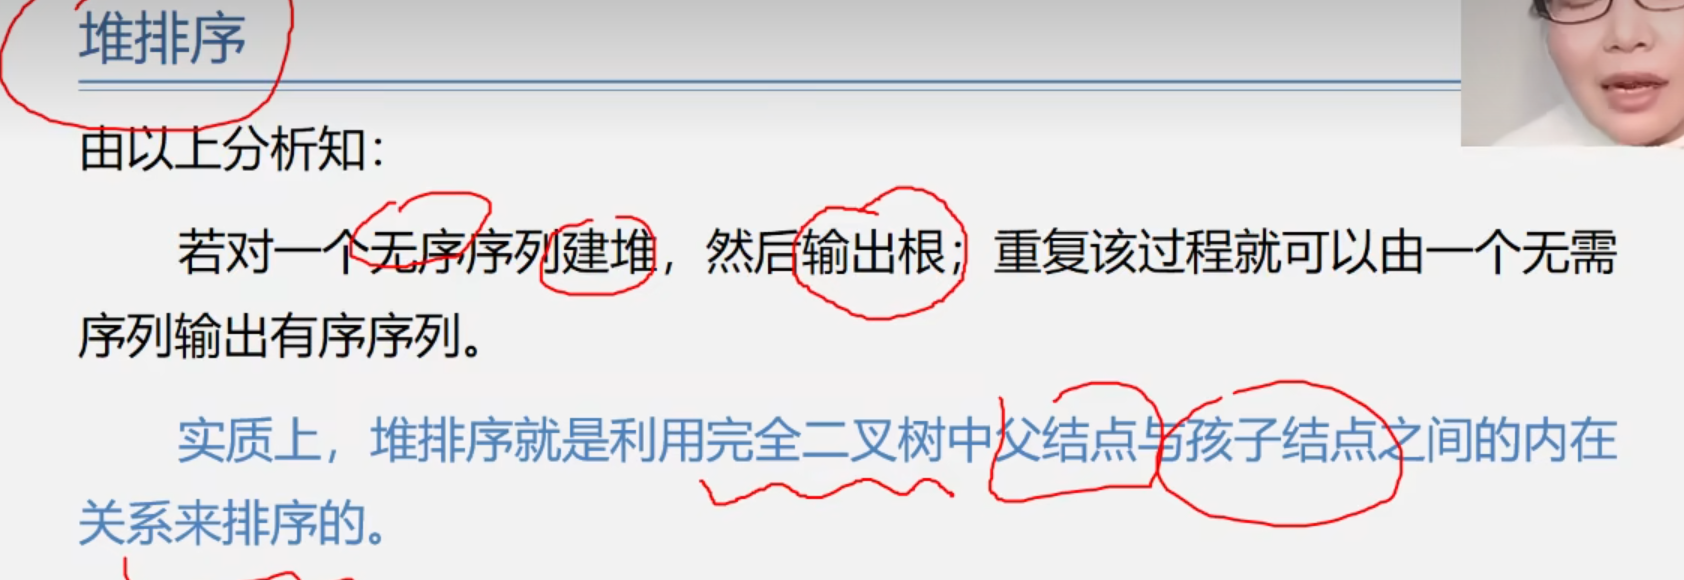 堆排序
由以上分析知：
若对一个无序序列建堆，然后输出根；重复该过程就可以由一个无需
序列输出有序序列。
实质上，堆排序就是利用完全二叉树中父结点与孩子结点之间的内在
关系来排序的。